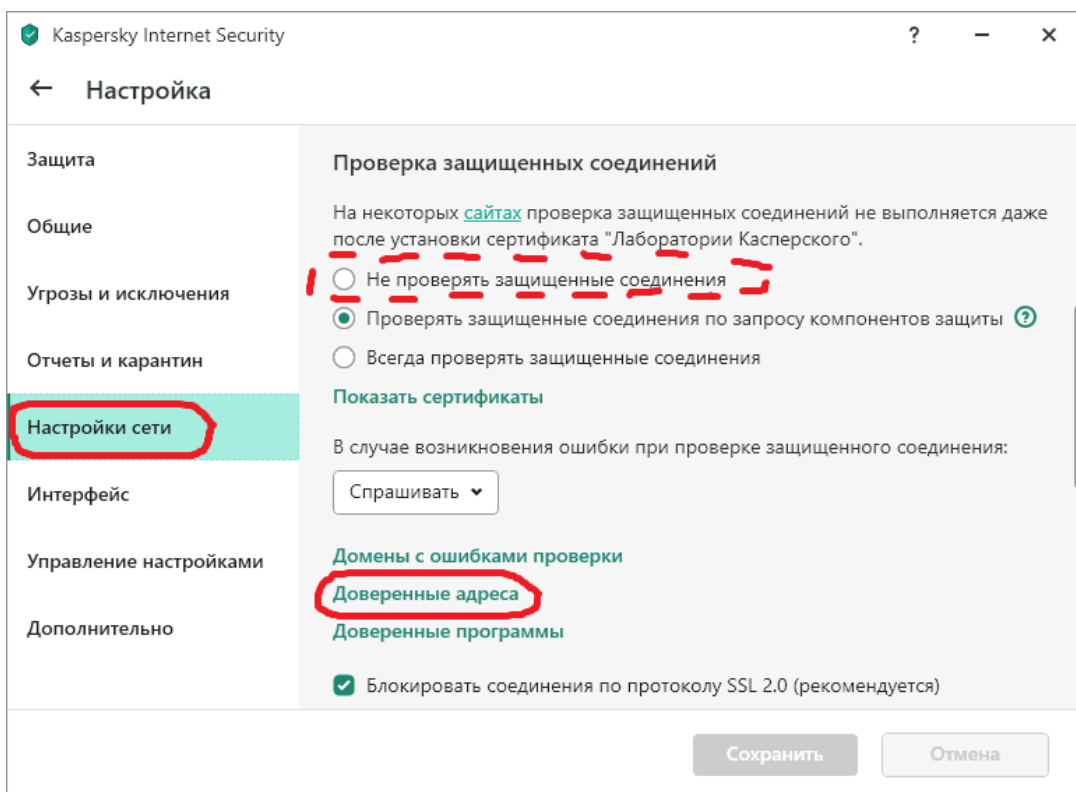 Kaspersky Internet Security
?
Настройка
Защита
Общие
Угрозы и исключения
Отчеты и карантин
Настройки сети
Интерфейс
Управление настройками
Дополнительно
Проверка защищенных соединений
На некоторых сайтах проверка защищенных соединений не выполняется даже
после установки сертификата "Лаборатории Касперского".
Не проверять защищенные соединения
Проверять защищенные соединения по запросу компонентов защиты ?
Всегда проверять защищенные соединения
Показать сертификаты
В случае возникновения ошибки при проверке защищенного соединения:
Спрашивать
Домены с ошибками проверки
Доверенные адреса
Доверенные программы
Блокировать соединения по протоколу SSL 2.0 (рекомендуется)
Сохранить
Отмена